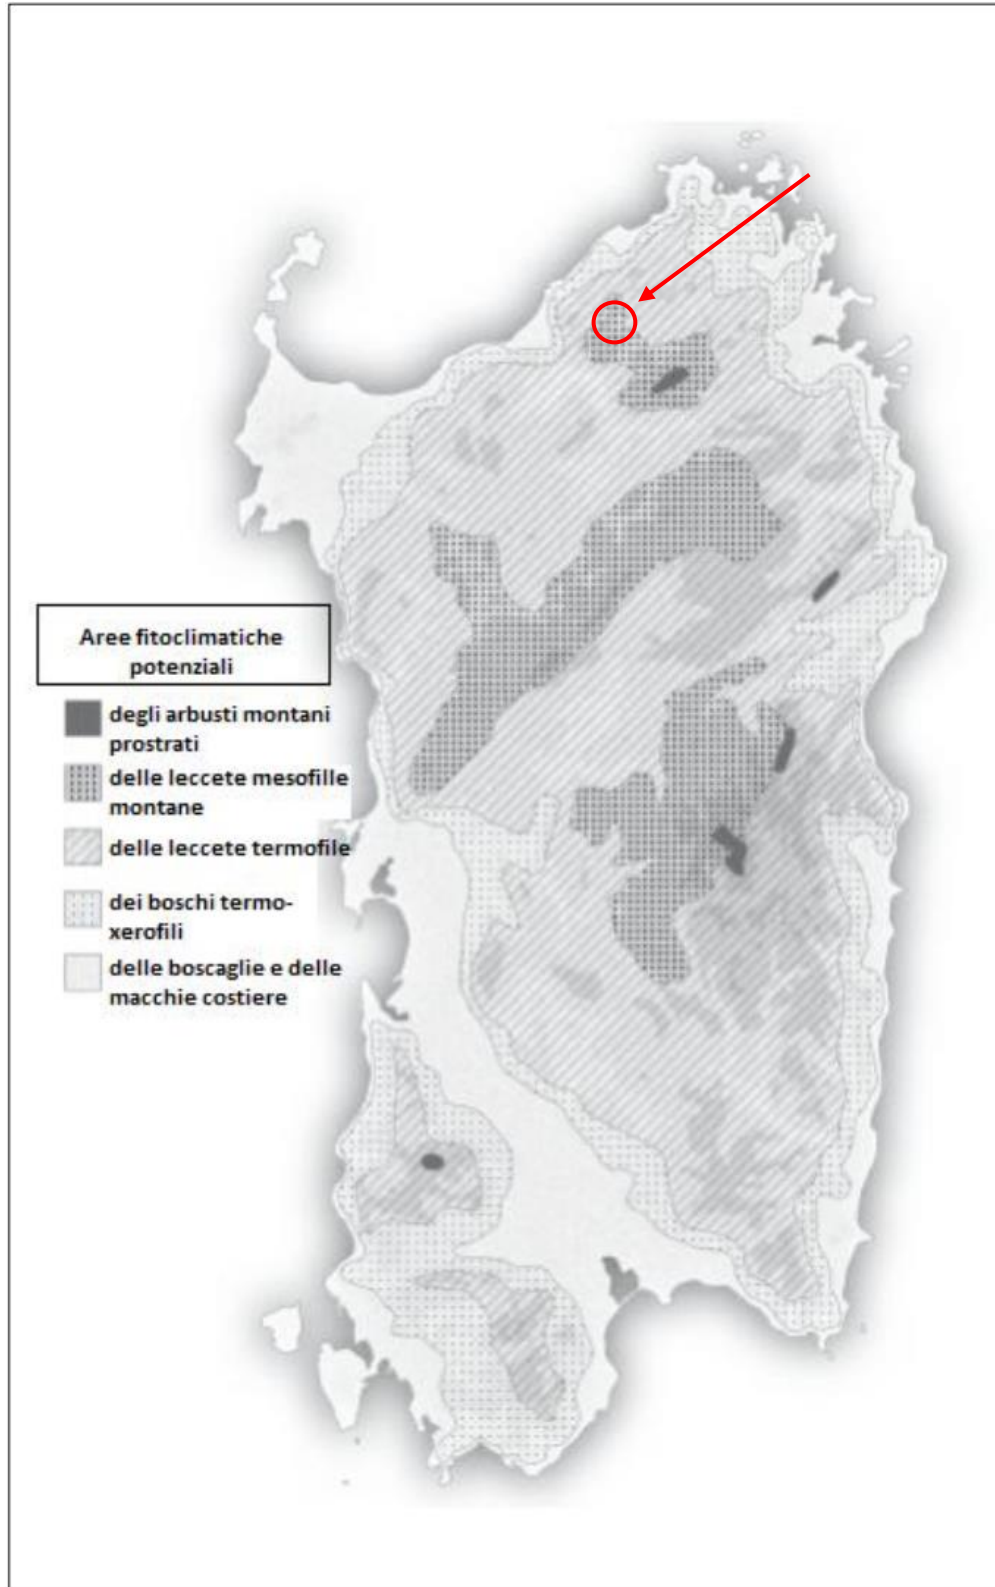 Aree fitoclimatiche
potenziali
degli arbusti montani
prostrati
delle leccete mesofille
montane
delle leccete termofile
dei boschi termo-
xerofili
delle boscaglie e delle
macchie costiere